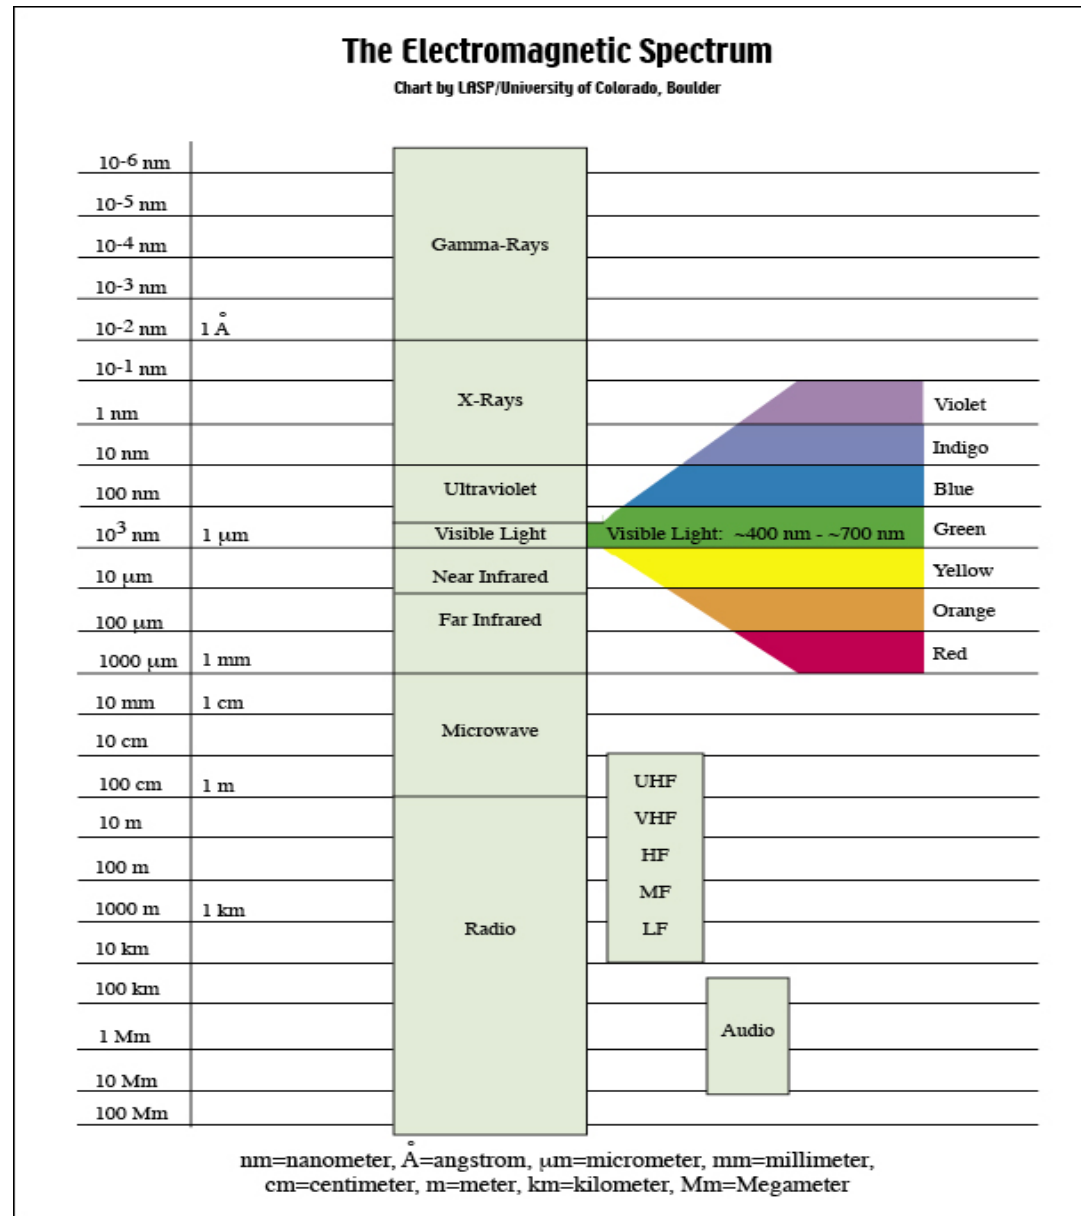 The Electromagnetic Spectrum
Chart by LASP/University of Colorado, Boulder
10-6 nm
10-5 nm
10-4 nm
Gamma-Rays
10-3 nm
10-2 nm 1 Å
10-1 nm
X-Rays
1 nm
Violet
10 nm
Indigo
100 nm
Ultraviolet
Blue
103 nm 1 μm
Visible Light
Visible Light: ~400 nm - ~700 nm
Green
10 μm
Near Infrared
Yellow
100 μm
Far Infrared
Orange
1000 μm 1 mm
Red
10 mm 1 cm
Microwave
10 cm
100 cm 1 m
UHF
10 m
VHF
100 m
HF
MF
1000 m 1 km
Radio
LF
10 km
100 km
1 Mm
Audio
10 Mm
100 Mm
nm=nanometer, Å=angstrom, μm=micrometer, mm=millimeter,
cm=centimeter, m=meter, km=kilometer, Mm=Megameter